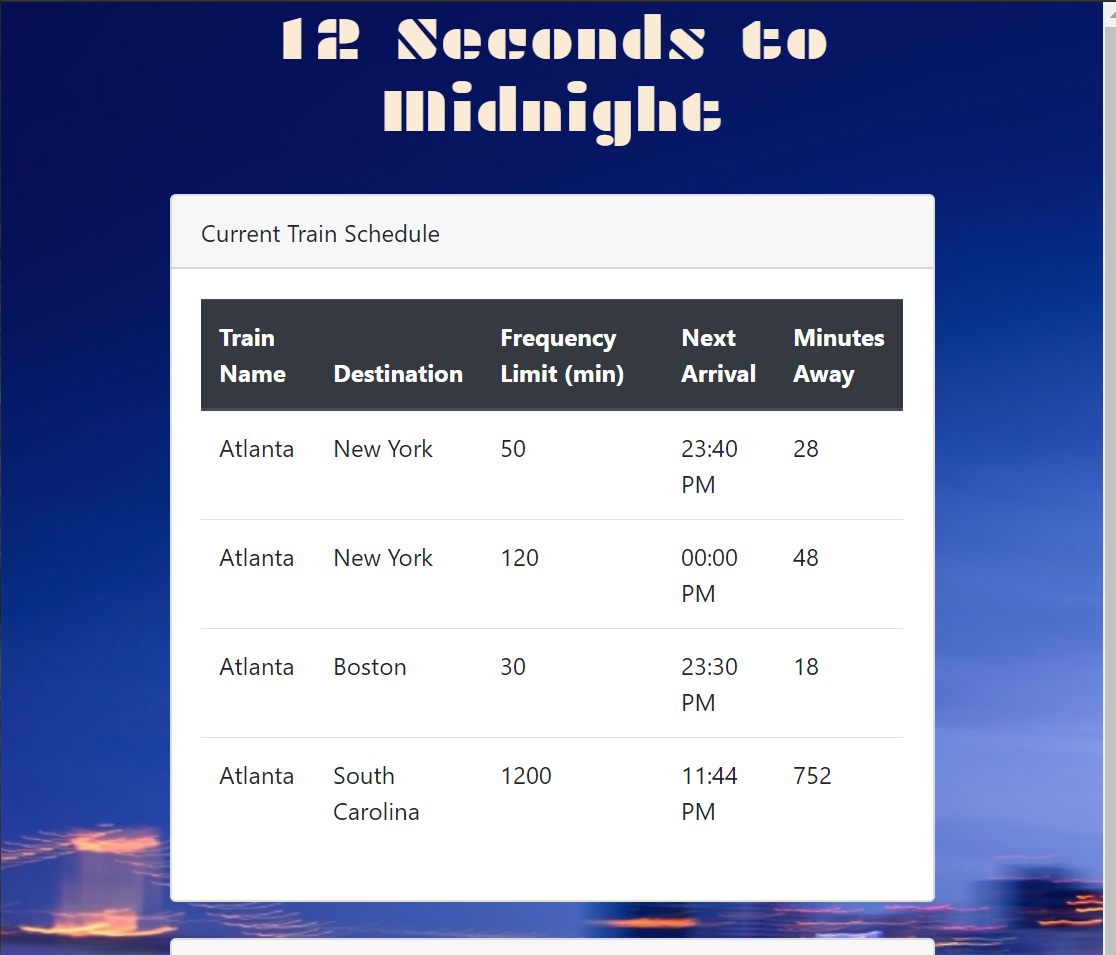 12 Seconds to
Midnight
Current Train Schedule
Train Name Destination Frequency Limit (min) Next Arrival Minutes Away
Atlanta New York 50 23:40 PM 28
Atlanta New York 120 00:00 PM 48
Atlanta Boston 30 23:30 PM 18
Atlanta South Carolina 1200 11:44 PM 752